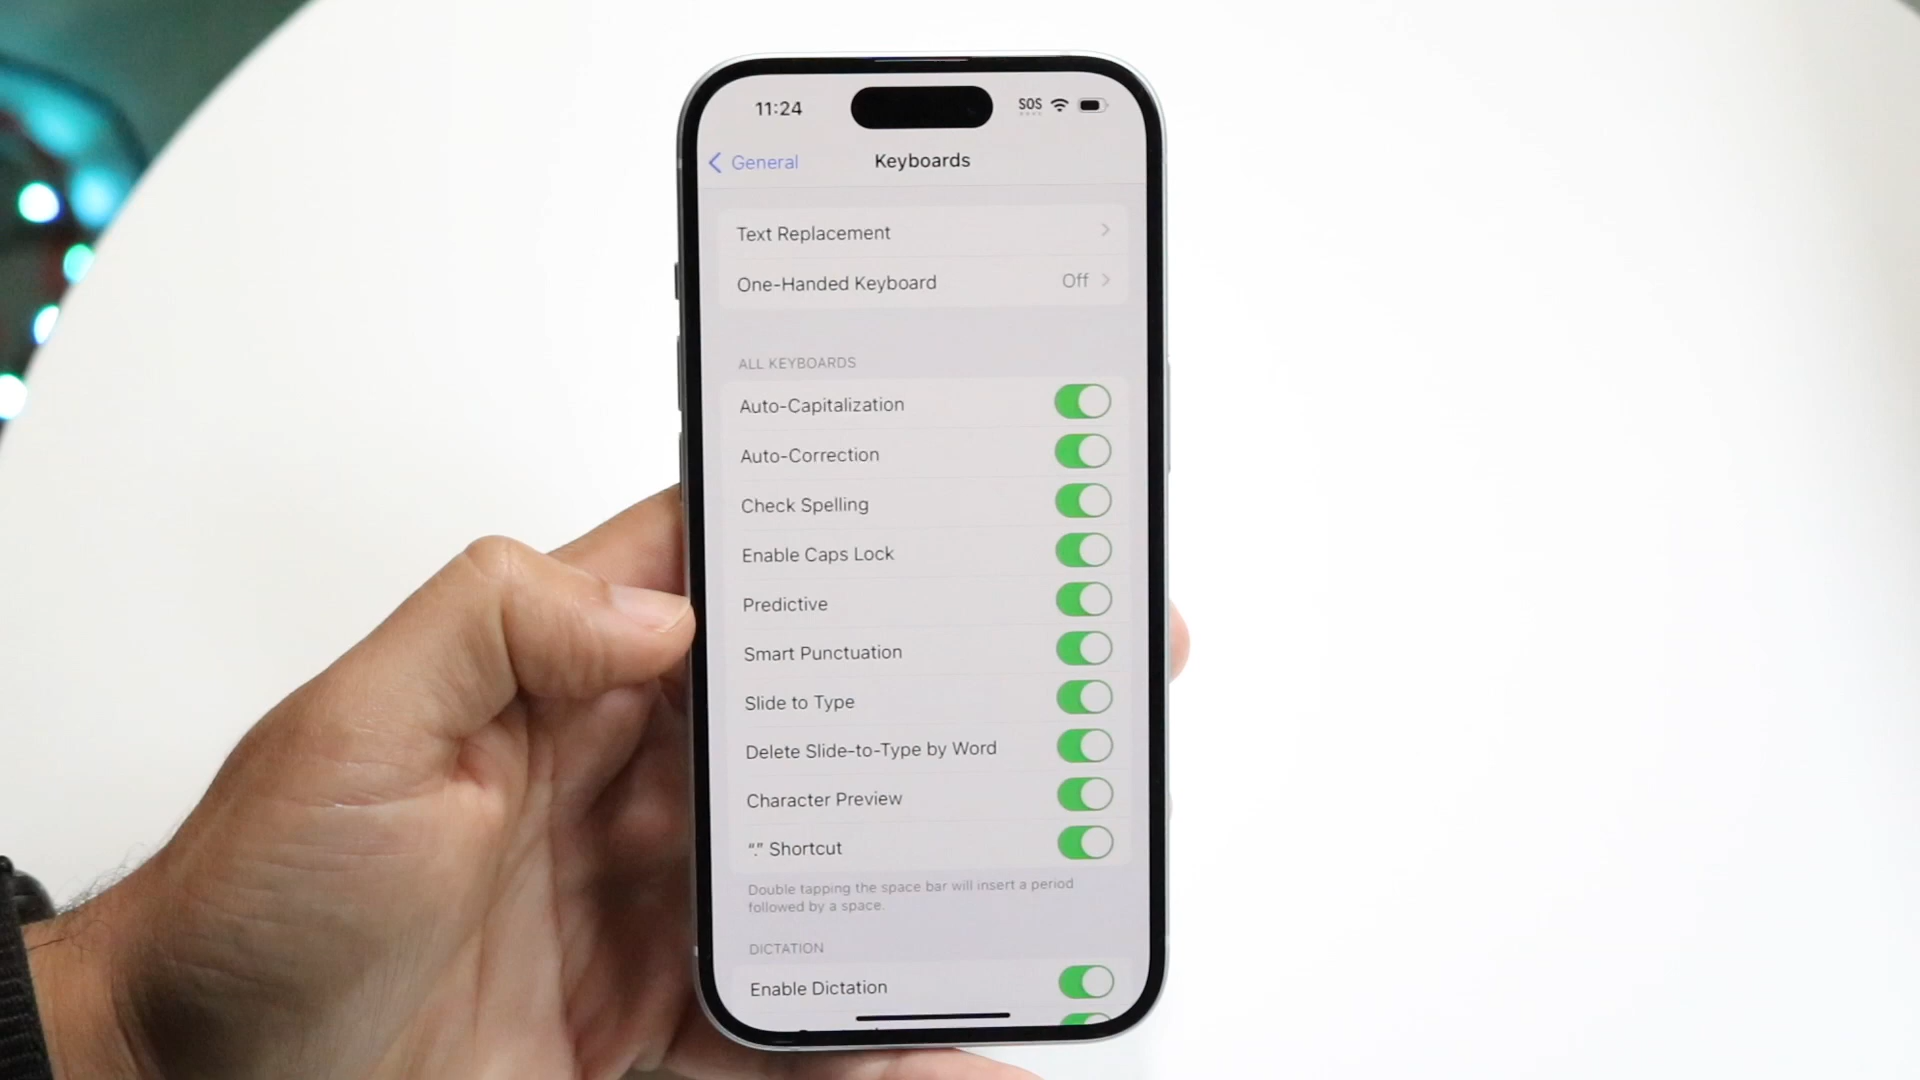 11:24
SOS
General
Keyboards
Text Replacement
One-Handed Keyboard
Off
ALL KEYBOARDS
Auto-Capitalization
Auto-Correction
Check Spelling
Enable Caps Lock
Predictive
Smart Punctuation
Slide to Type
Delete Slide-to-Type by Word
Character Preview
“.” Shortcut
Double tapping the space bar will insert a period
followed by a space.
DICTATION
Enable Dictation